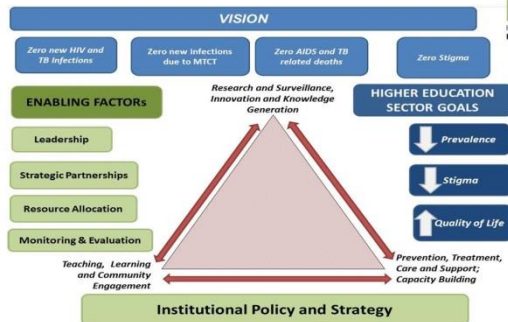 VISION
Zero new HIV and
TB Infections
Zero new infections
due to MTCT
Zero AIDS and TB
related deaths
Zero Stigma
ENABLING FACTORs
Research and Surveillance,
Innovation and Knowledge
Generation
HIGHER EDUCATION
SECTOR GOALS
Leadership
Strategic Partnerships
Resource Allocation
Monitoring & Evaluation
Prevalence
Stigma
Quality of Life
Teaching, Learning
and Community
Engagement
Prevention, Treatment,
Care and Support;
Capacity Building
Institutional Policy and Strategy